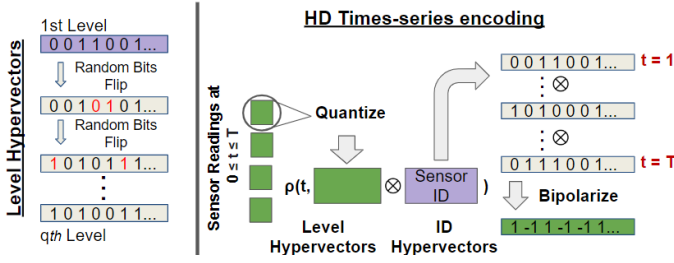 Level Hypervectors
1st Level
0 0 1 1 0 0 1...
Random Bits
Flip
0 0 1 0 0 1 0 1...
Random Bits
Flip
1 0 1 0 1 1 1...
1 0 1 0 0 1 1...
qth Level
HD Times-series encoding
Sensor Readings at
0 ≤ t ≤ T
Quantize
ρ(t,
⊗
Sensor
ID
)
Level
Hypervectors
ID
Hypervectors
0 0 1 1 0 0 1...
t = 1
⊗
1 0 1 0 0 0 1...
⊗
0 1 1 1 0 0 1...
t = T
Bipolarize
1 -1 1 -1 -1 1...